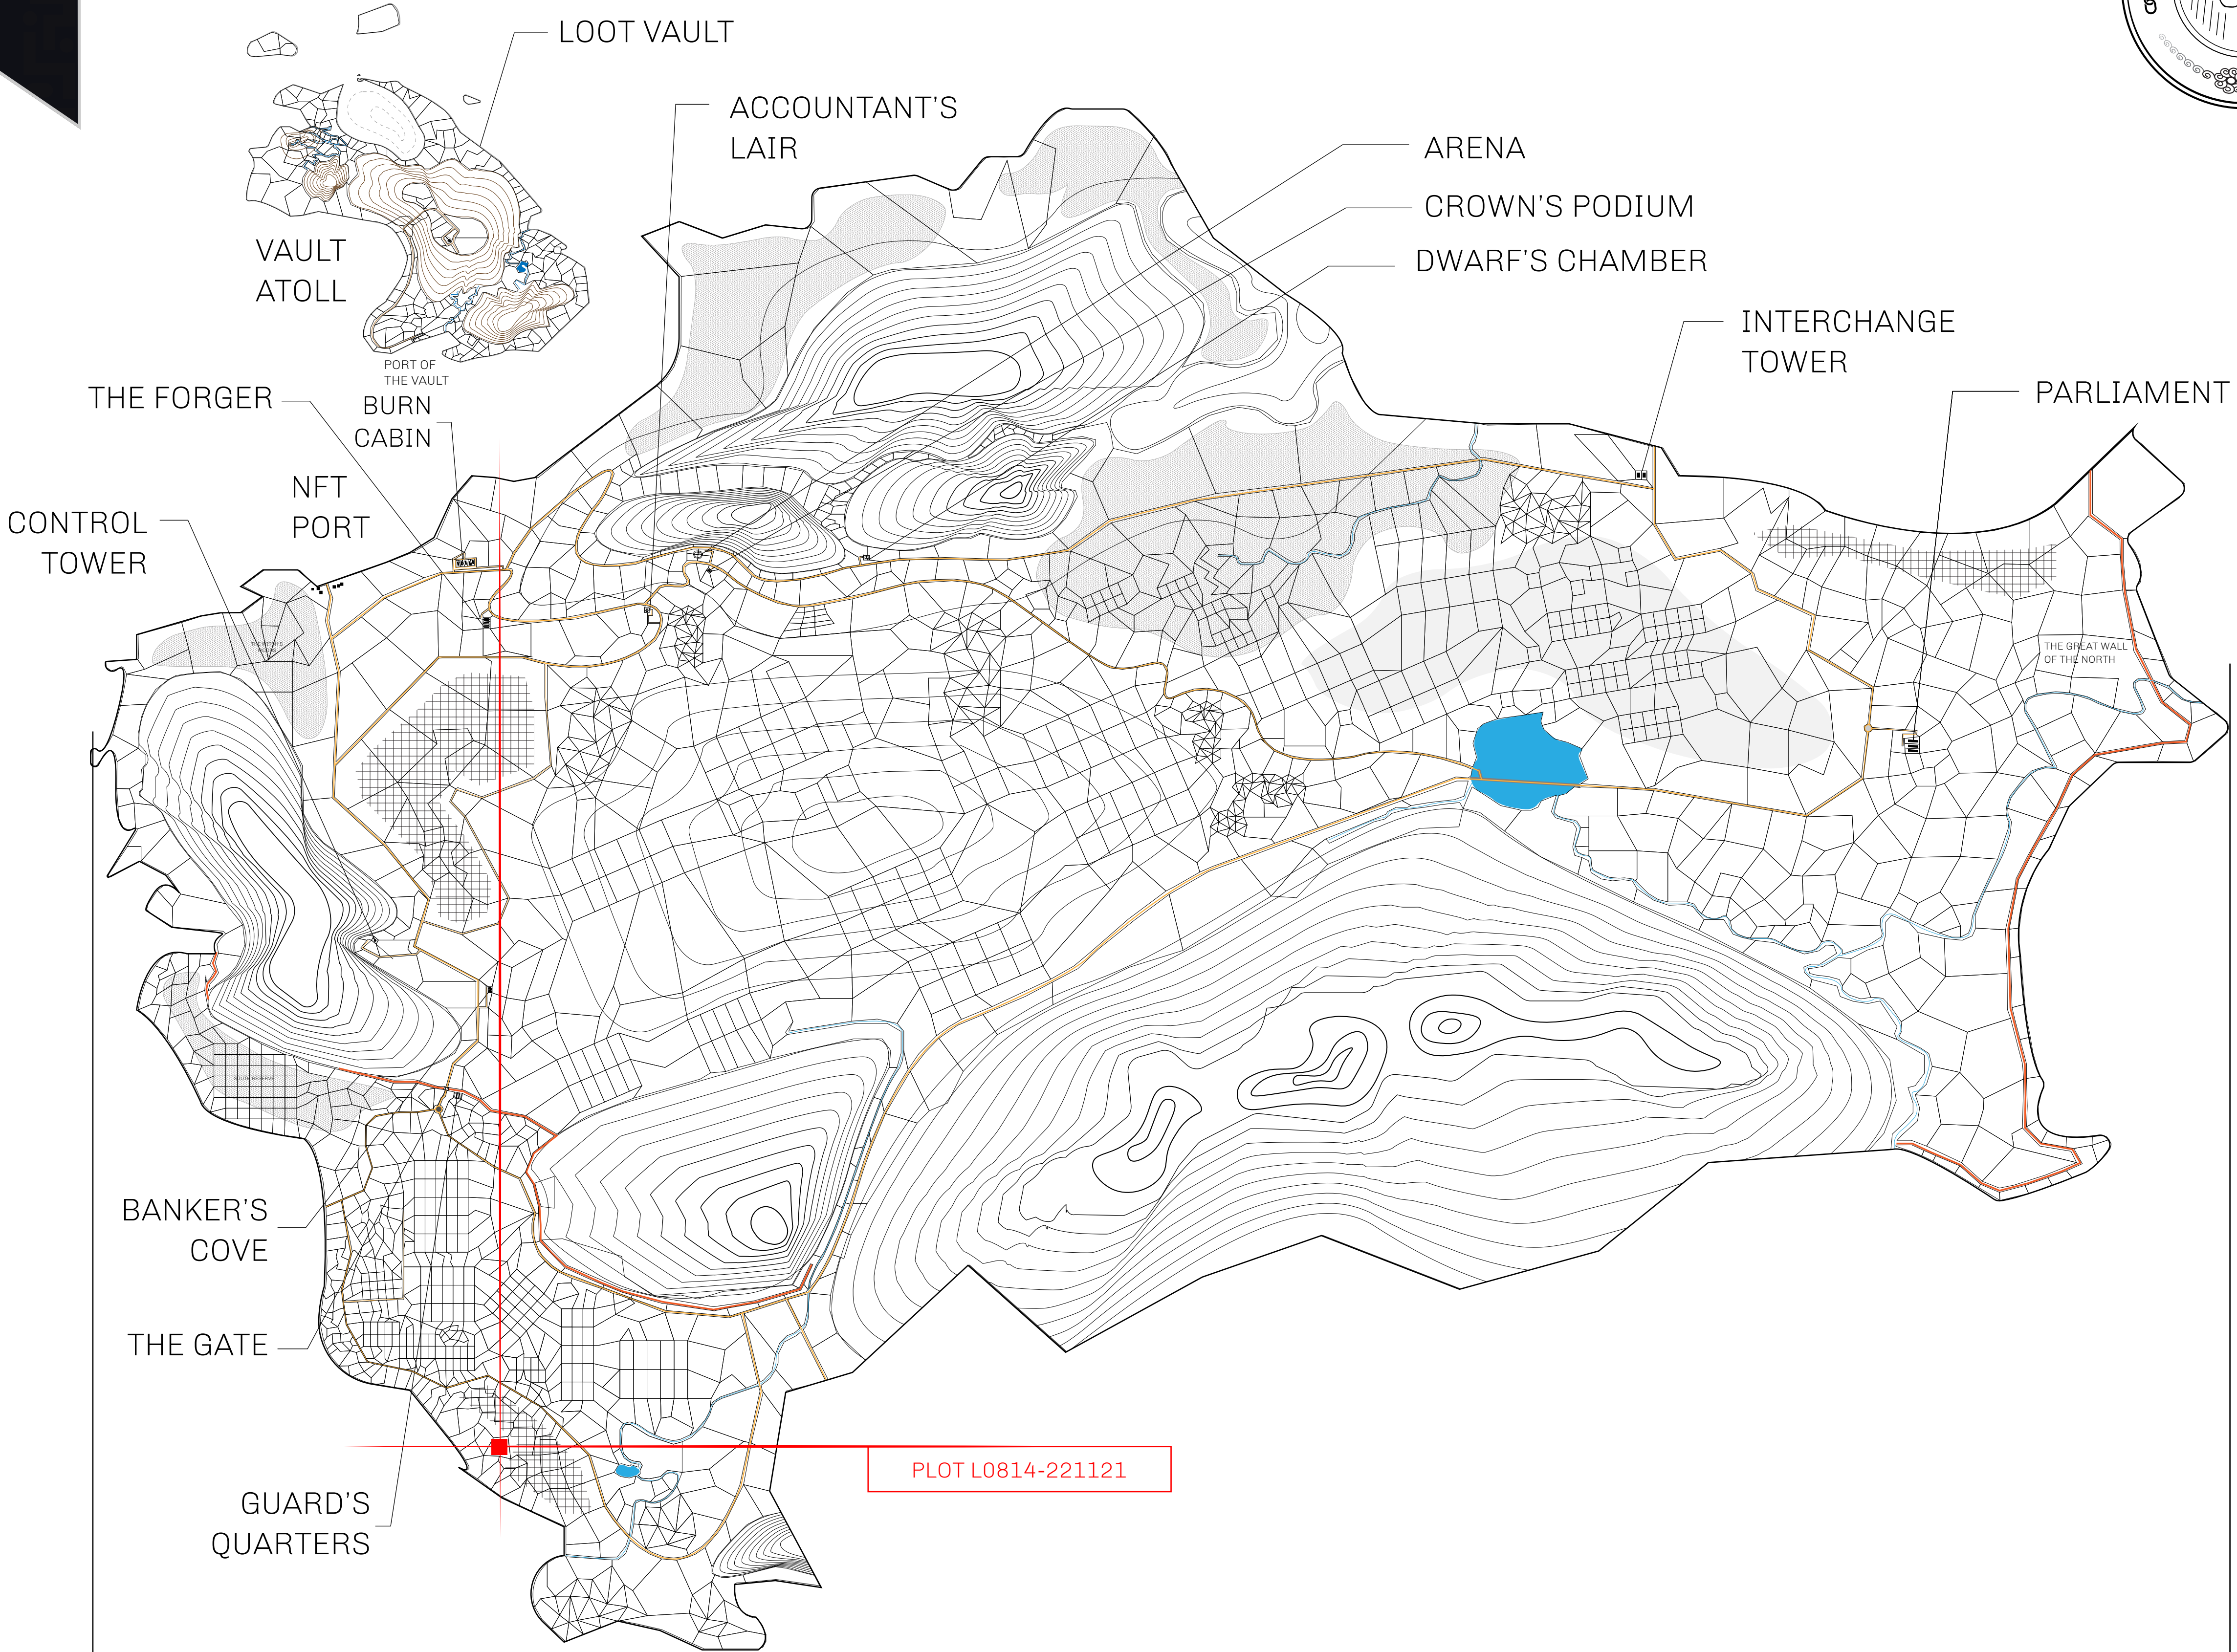 LOOT VAULT
ACCOUNTANT'S
LAIR
ARENA
CROWN'S PODIUM
DWARF'S CHAMBER
VAULT
ATOLL
INTERCHANGE
TOWER
PORT OF
THE VAULT
PARLIAMENT
THE FORGER
BURN
CABIN
NFT
PORT
CONTROL
TOWER
THE GREAT WALL
OF THE NORTH
SOUTH RESERVE
BANKER'S
COVE
THE GATE
PLOT L0814-221121
GUARD'S
QUARTERS